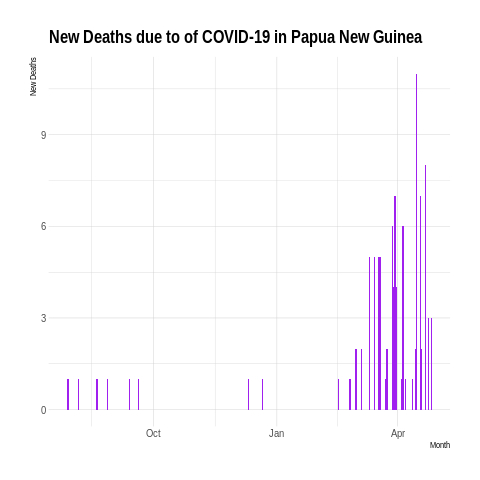 New Deaths due to of COVID-19 in Papua New Guinea
New Deaths
9
6
3
0
Oct Jan Apr
Month